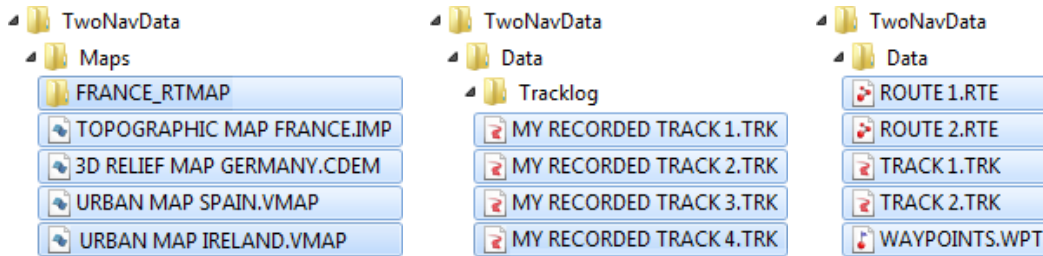 TwoNavData
Maps
FRANCE_RTMAP
TOPOGRAPHIC MAP FRANCE.IMP
3D RELIEF MAP GERMANY.CDEM
URBAN MAP SPAIN.VMAP
URBAN MAP IRELAND.VMAP
TwoNavData
Data
Tracklog
MY RECORDED TRACK 1.TRK
MY RECORDED TRACK 2.TRK
MY RECORDED TRACK 3.TRK
MY RECORDED TRACK 4.TRK
TwoNavData
Data
ROUTE 1.RTE
ROUTE 2.RTE
TRACK 1.TRK
TRACK 2.TRK
WAYPOINTS.WPT